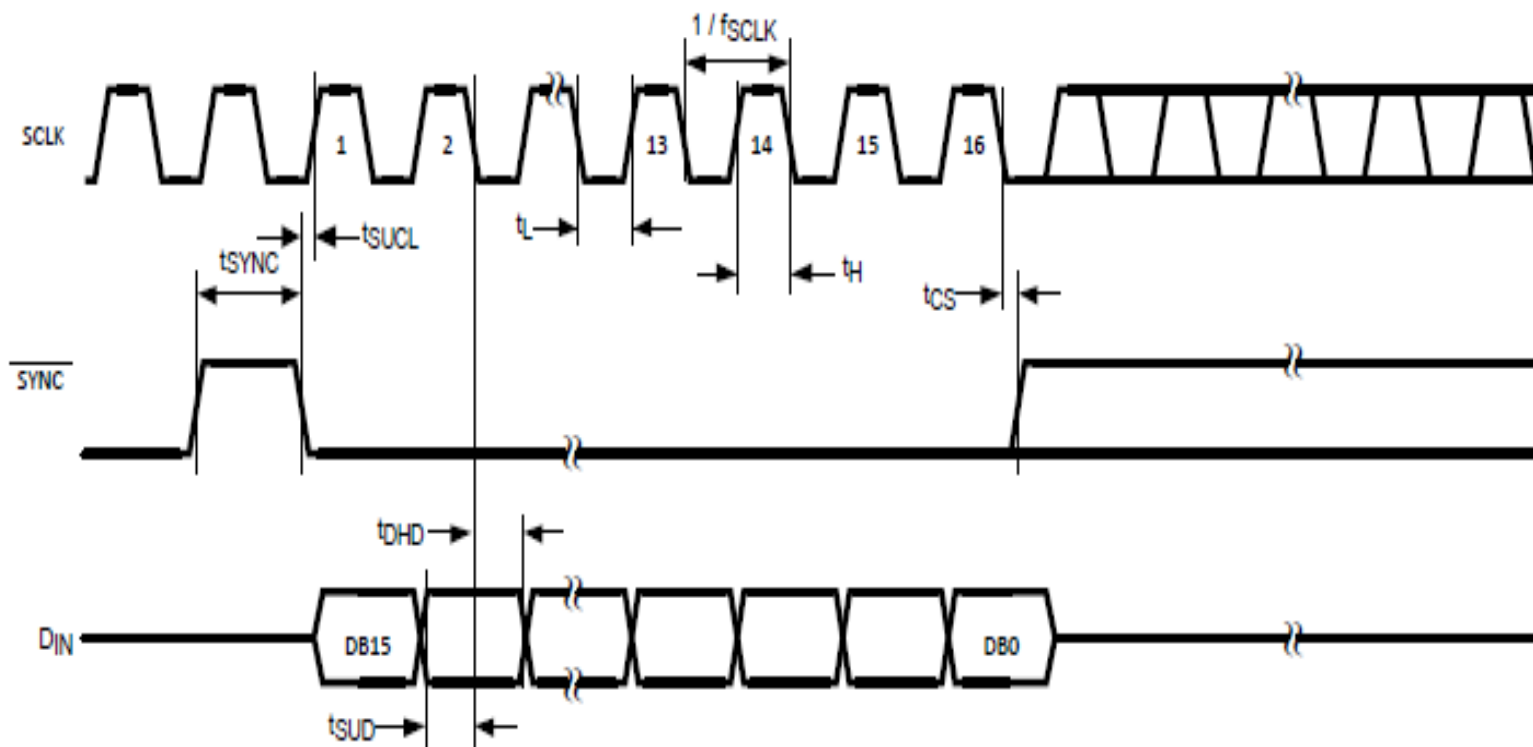 1 / fSCLK
SCLK
1 2 13 14 15 16
tSUCL
tL
tSYNC
tH
tCS
SYNC
tDHD
DIN
DB15 DB0
tSUD